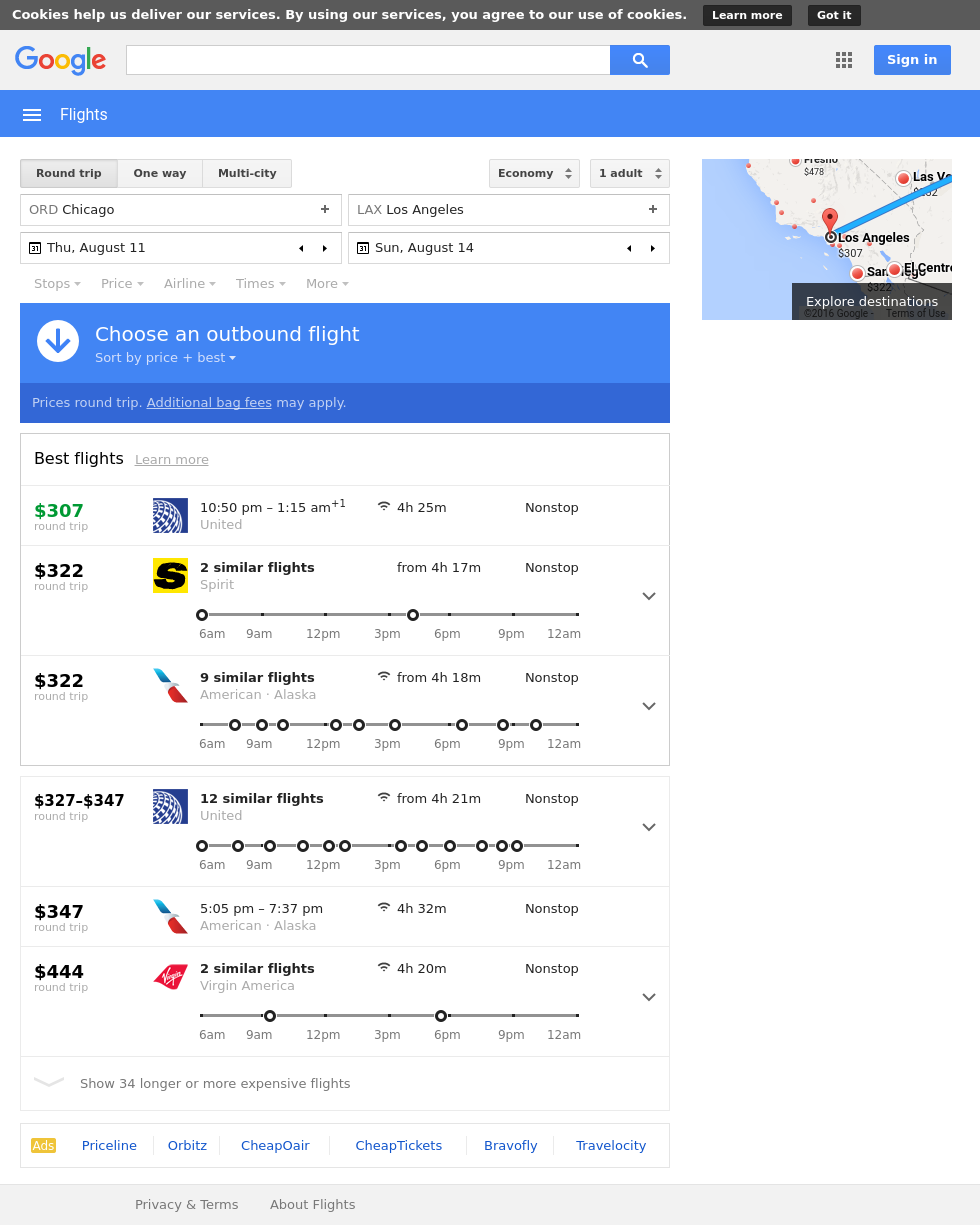 Cookies help us deliver our services. By using our services, you agree to our use of cookies. Learn more Got it
Google Sign in
Flights
Round trip One way Multi-city Economy 1 adult
ORD Chicago + LAX Los Angeles +
31 Thu, August 11 31 Sun, August 14
Stops Price Airline Times More
Choose an outbound flight
Sort by price + best
Prices round trip. Additional bag fees may apply.
Fresno
$478
Los Angeles
$307
$322
Explore destinations
©2016 Google - Terms of Use
Best flights Learn more
$307 10:50 pm – 1:15 am+1 4h 25m Nonstop
round trip United
$322 2 similar flights from 4h 17m Nonstop
round trip Spirit
6am 9am 12pm 3pm 6pm 9pm 12am
$322 9 similar flights from 4h 18m Nonstop
round trip American · Alaska
6am 9am 12pm 3pm 6pm 9pm 12am
$327–$347 12 similar flights from 4h 21m Nonstop
round trip United
6am 9am 12pm 3pm 6pm 9pm 12am
$347 5:05 pm – 7:37 pm 4h 32m Nonstop
round trip American · Alaska
$444 2 similar flights 4h 20m Nonstop
round trip Virgin America
6am 9am 12pm 3pm 6pm 9pm 12am
Show 34 longer or more expensive flights
Ads Priceline Orbitz CheapOair CheapTickets Bravofly Travelocity
Privacy & Terms About Flights